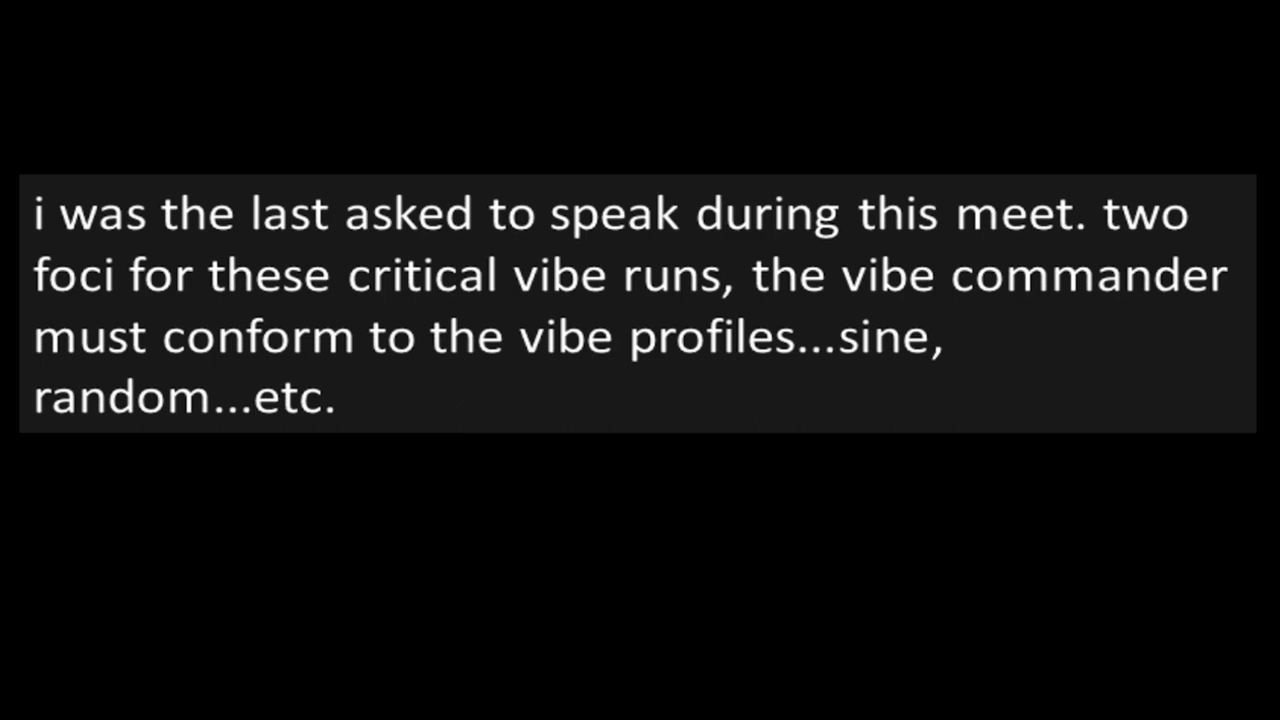 i was the last asked to speak during this meet. two
foci for these critical vibe runs, the vibe commander
must conform to the vibe profiles...sine,
random...etc.